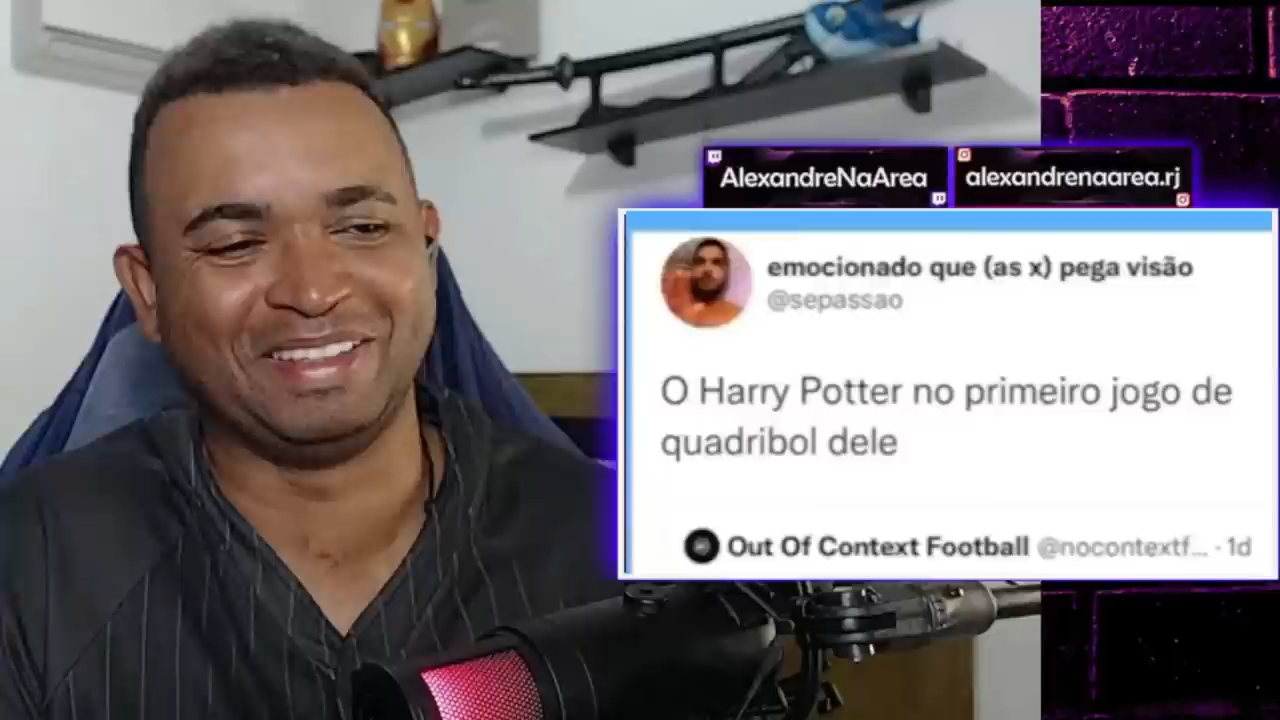 AlexandreNaArea
alexandrenaarea.rj
emocionado que (as x) pega visão
@sepassao
O Harry Potter no primeiro jogo de
quadribol dele
Out Of Context Football @nocontextf... · 1d